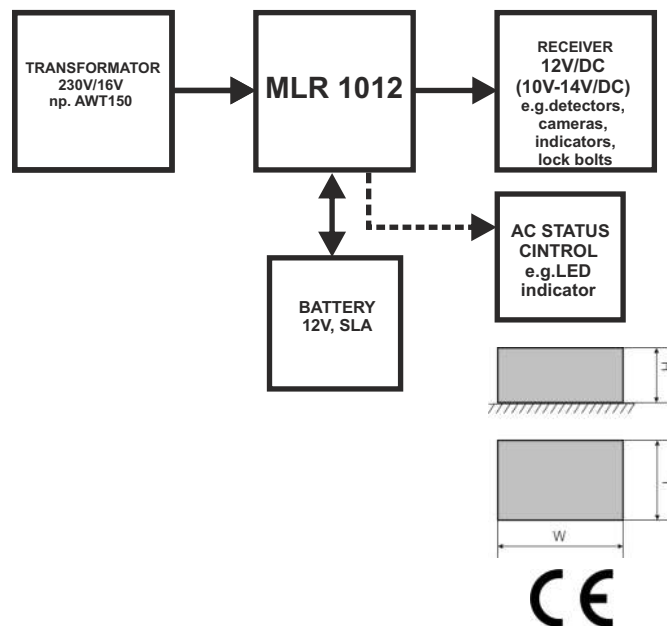 TRANSFORMATOR
230V/16V
np. AWT150
MLR 1012
RECEIVER
12V/DC
(10V-14V/DC)
e.g.detectors,
cameras,
indicators,
lock bolts
AC STATUS
CINTROL
e.g.LED
indicator
BATTERY
12V, SLA
H
W
CE